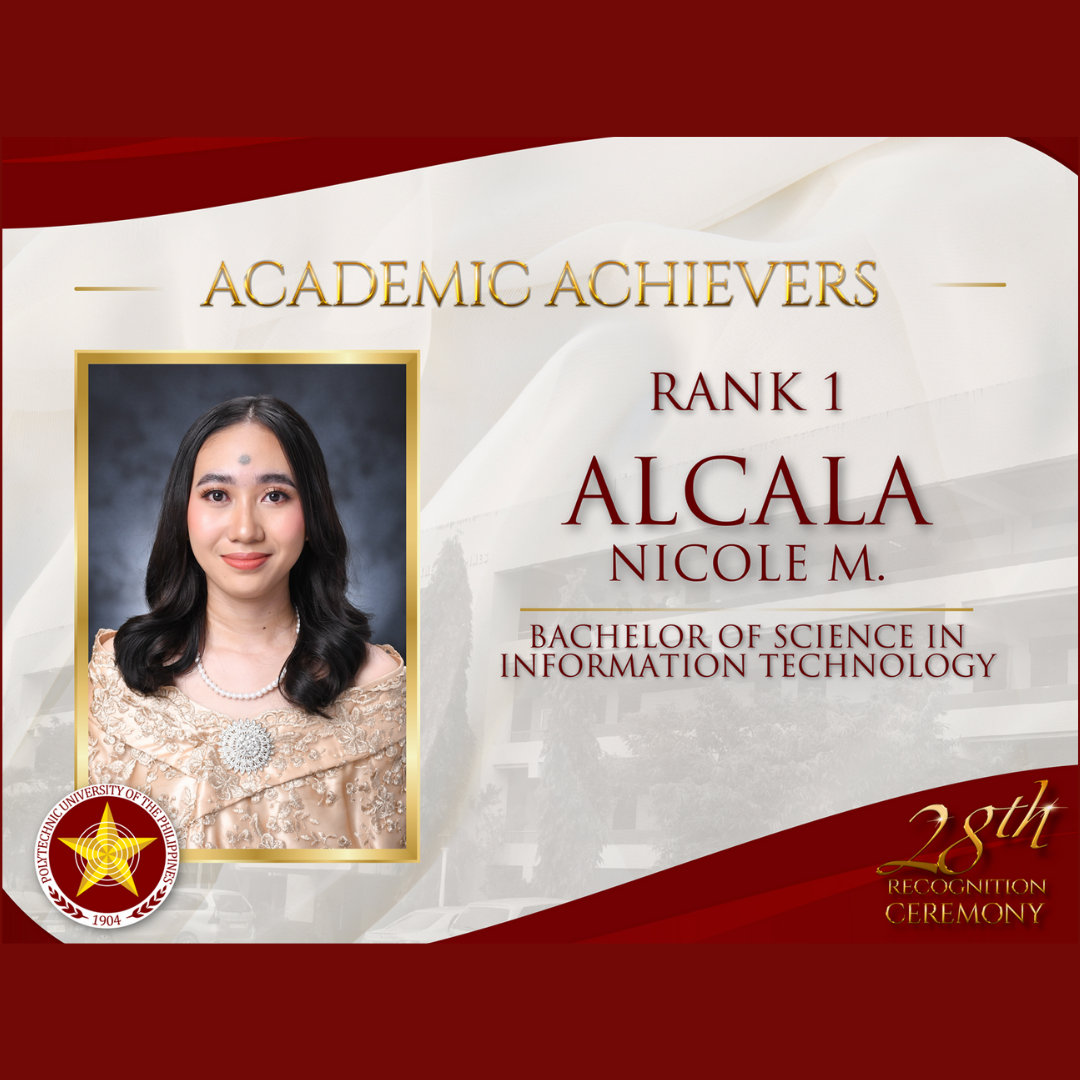 ACADEMIC ACHIEVERS
RANK 1
ALCALA
NICOLE M.
BACHELOR OF SCIENCE IN
INFORMATION TECHNOLOGY
POLYTECHNIC UNIVERSITY OF THE PHILIPPINES
1904
28th
RECOGNITION
CEREMONY